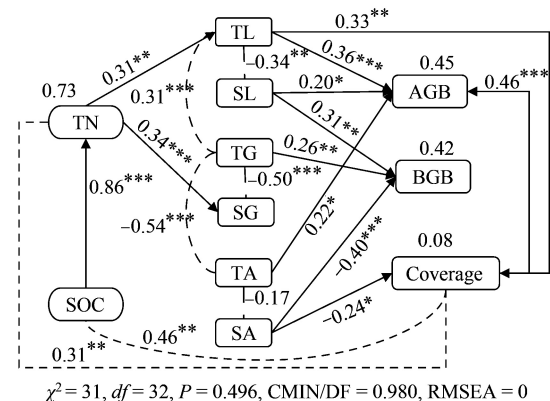 TL 0.33**
0.31** −0.34** 0.36*** 0.45
0.73 0.31*** SL 0.20* AGB 0.46***
TN 0.31**
0.34*** TG 0.26** 0.42
0.86*** −0.50*** BGB
−0.54*** SG 0.22*
−0.40*** 0.08
TA Coverage
SOC −0.17
0.46** SA −0.24*
0.31**
χ² = 31, df = 32, P = 0.496, CMIN/DF = 0.980, RMSEA = 0